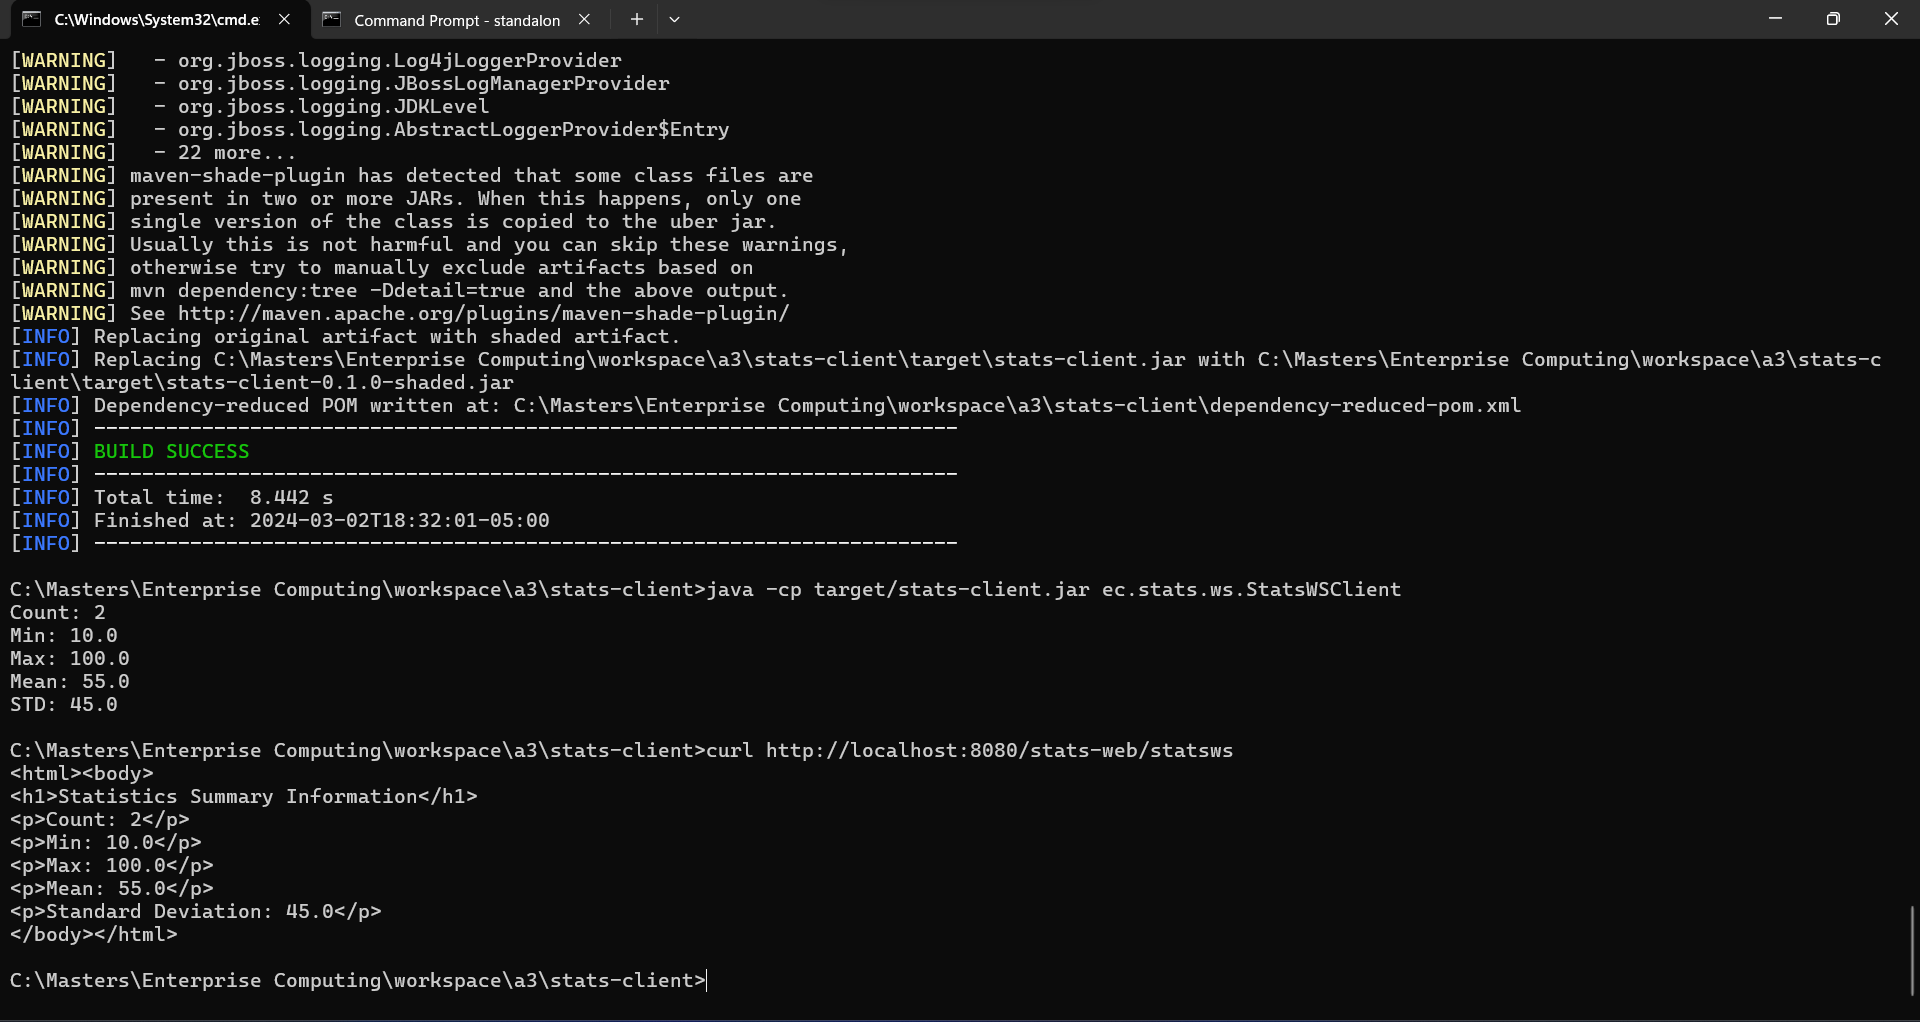 C:\Windows\System32\cmd.e
Command Prompt - standalon
[WARNING]   - org.jboss.logging.Log4jLoggerProvider
[WARNING]   - org.jboss.logging.JBossLogManagerProvider
[WARNING]   - org.jboss.logging.JDKLevel
[WARNING]   - org.jboss.logging.AbstractLoggerProvider$Entry
[WARNING]   - 22 more...
[WARNING] maven-shade-plugin has detected that some class files are
[WARNING] present in two or more JARs. When this happens, only one
[WARNING] single version of the class is copied to the uber jar.
[WARNING] Usually this is not harmful and you can skip these warnings,
[WARNING] otherwise try to manually exclude artifacts based on
[WARNING] mvn dependency:tree -Ddetail=true and the above output.
[WARNING] See http://maven.apache.org/plugins/maven-shade-plugin/
[INFO] Replacing original artifact with shaded artifact.
[INFO] Replacing C:\Masters\Enterprise Computing\workspace\a3\stats-client\target\stats-client.jar with C:\Masters\Enterprise Computing\workspace\a3\stats-c
lient\target\stats-client-0.1.0-shaded.jar
[INFO] Dependency-reduced POM written at: C:\Masters\Enterprise Computing\workspace\a3\stats-client\dependency-reduced-pom.xml
[INFO] ------------------------------------------------------------------------
[INFO] BUILD SUCCESS
[INFO] ------------------------------------------------------------------------
[INFO] Total time:  8.442 s
[INFO] Finished at: 2024-03-02T18:32:01-05:00
[INFO] ------------------------------------------------------------------------
C:\Masters\Enterprise Computing\workspace\a3\stats-client>java -cp target/stats-client.jar ec.stats.ws.StatsWSClient
Count: 2
Min: 10.0
Max: 100.0
Mean: 55.0
STD: 45.0
C:\Masters\Enterprise Computing\workspace\a3\stats-client>curl http://localhost:8080/stats-web/statsws
<html><body>
<h1>Statistics Summary Information</h1>
<p>Count: 2</p>
<p>Min: 10.0</p>
<p>Max: 100.0</p>
<p>Mean: 55.0</p>
<p>Standard Deviation: 45.0</p>
</body></html>
C:\Masters\Enterprise Computing\workspace\a3\stats-client>